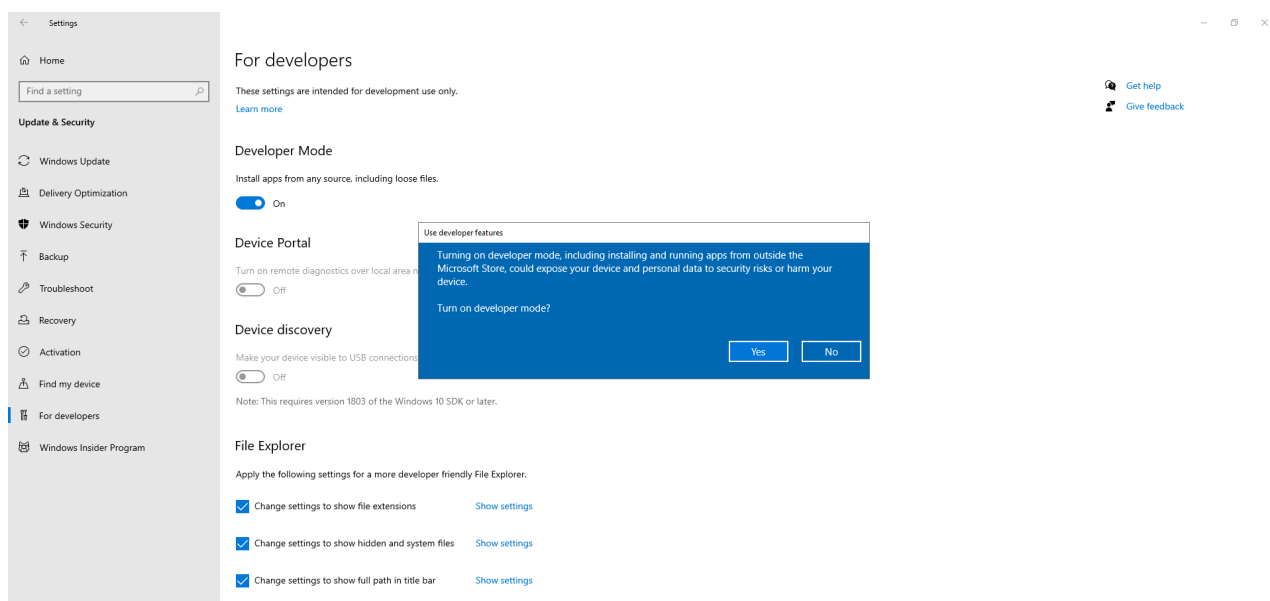 Settings
Home
Find a setting
Update & Security
Windows Update
Delivery Optimization
Windows Security
Backup
Troubleshoot
Recovery
Activation
Find my device
For developers
Windows Insider Program
For developers
These settings are intended for development use only.
Learn more
Get help
Give feedback
Developer Mode
Install apps from any source, including loose files.
On
Device Portal
Turn on remote diagnostics over local area
Off
Device discovery
Make your device visible to USB connections
Off
Note: This requires version 1803 of the Windows 10 SDK or later.
Use developer features
Turning on developer mode, including installing and running apps from outside the
Microsoft Store, could expose your device and personal data to security risks or harm your
device.
Turn on developer mode?
Yes No
File Explorer
Apply the following settings for a more developer friendly File Explorer.
Change settings to show file extensions Show settings
Change settings to show hidden and system files Show settings
Change settings to show full path in title bar Show settings